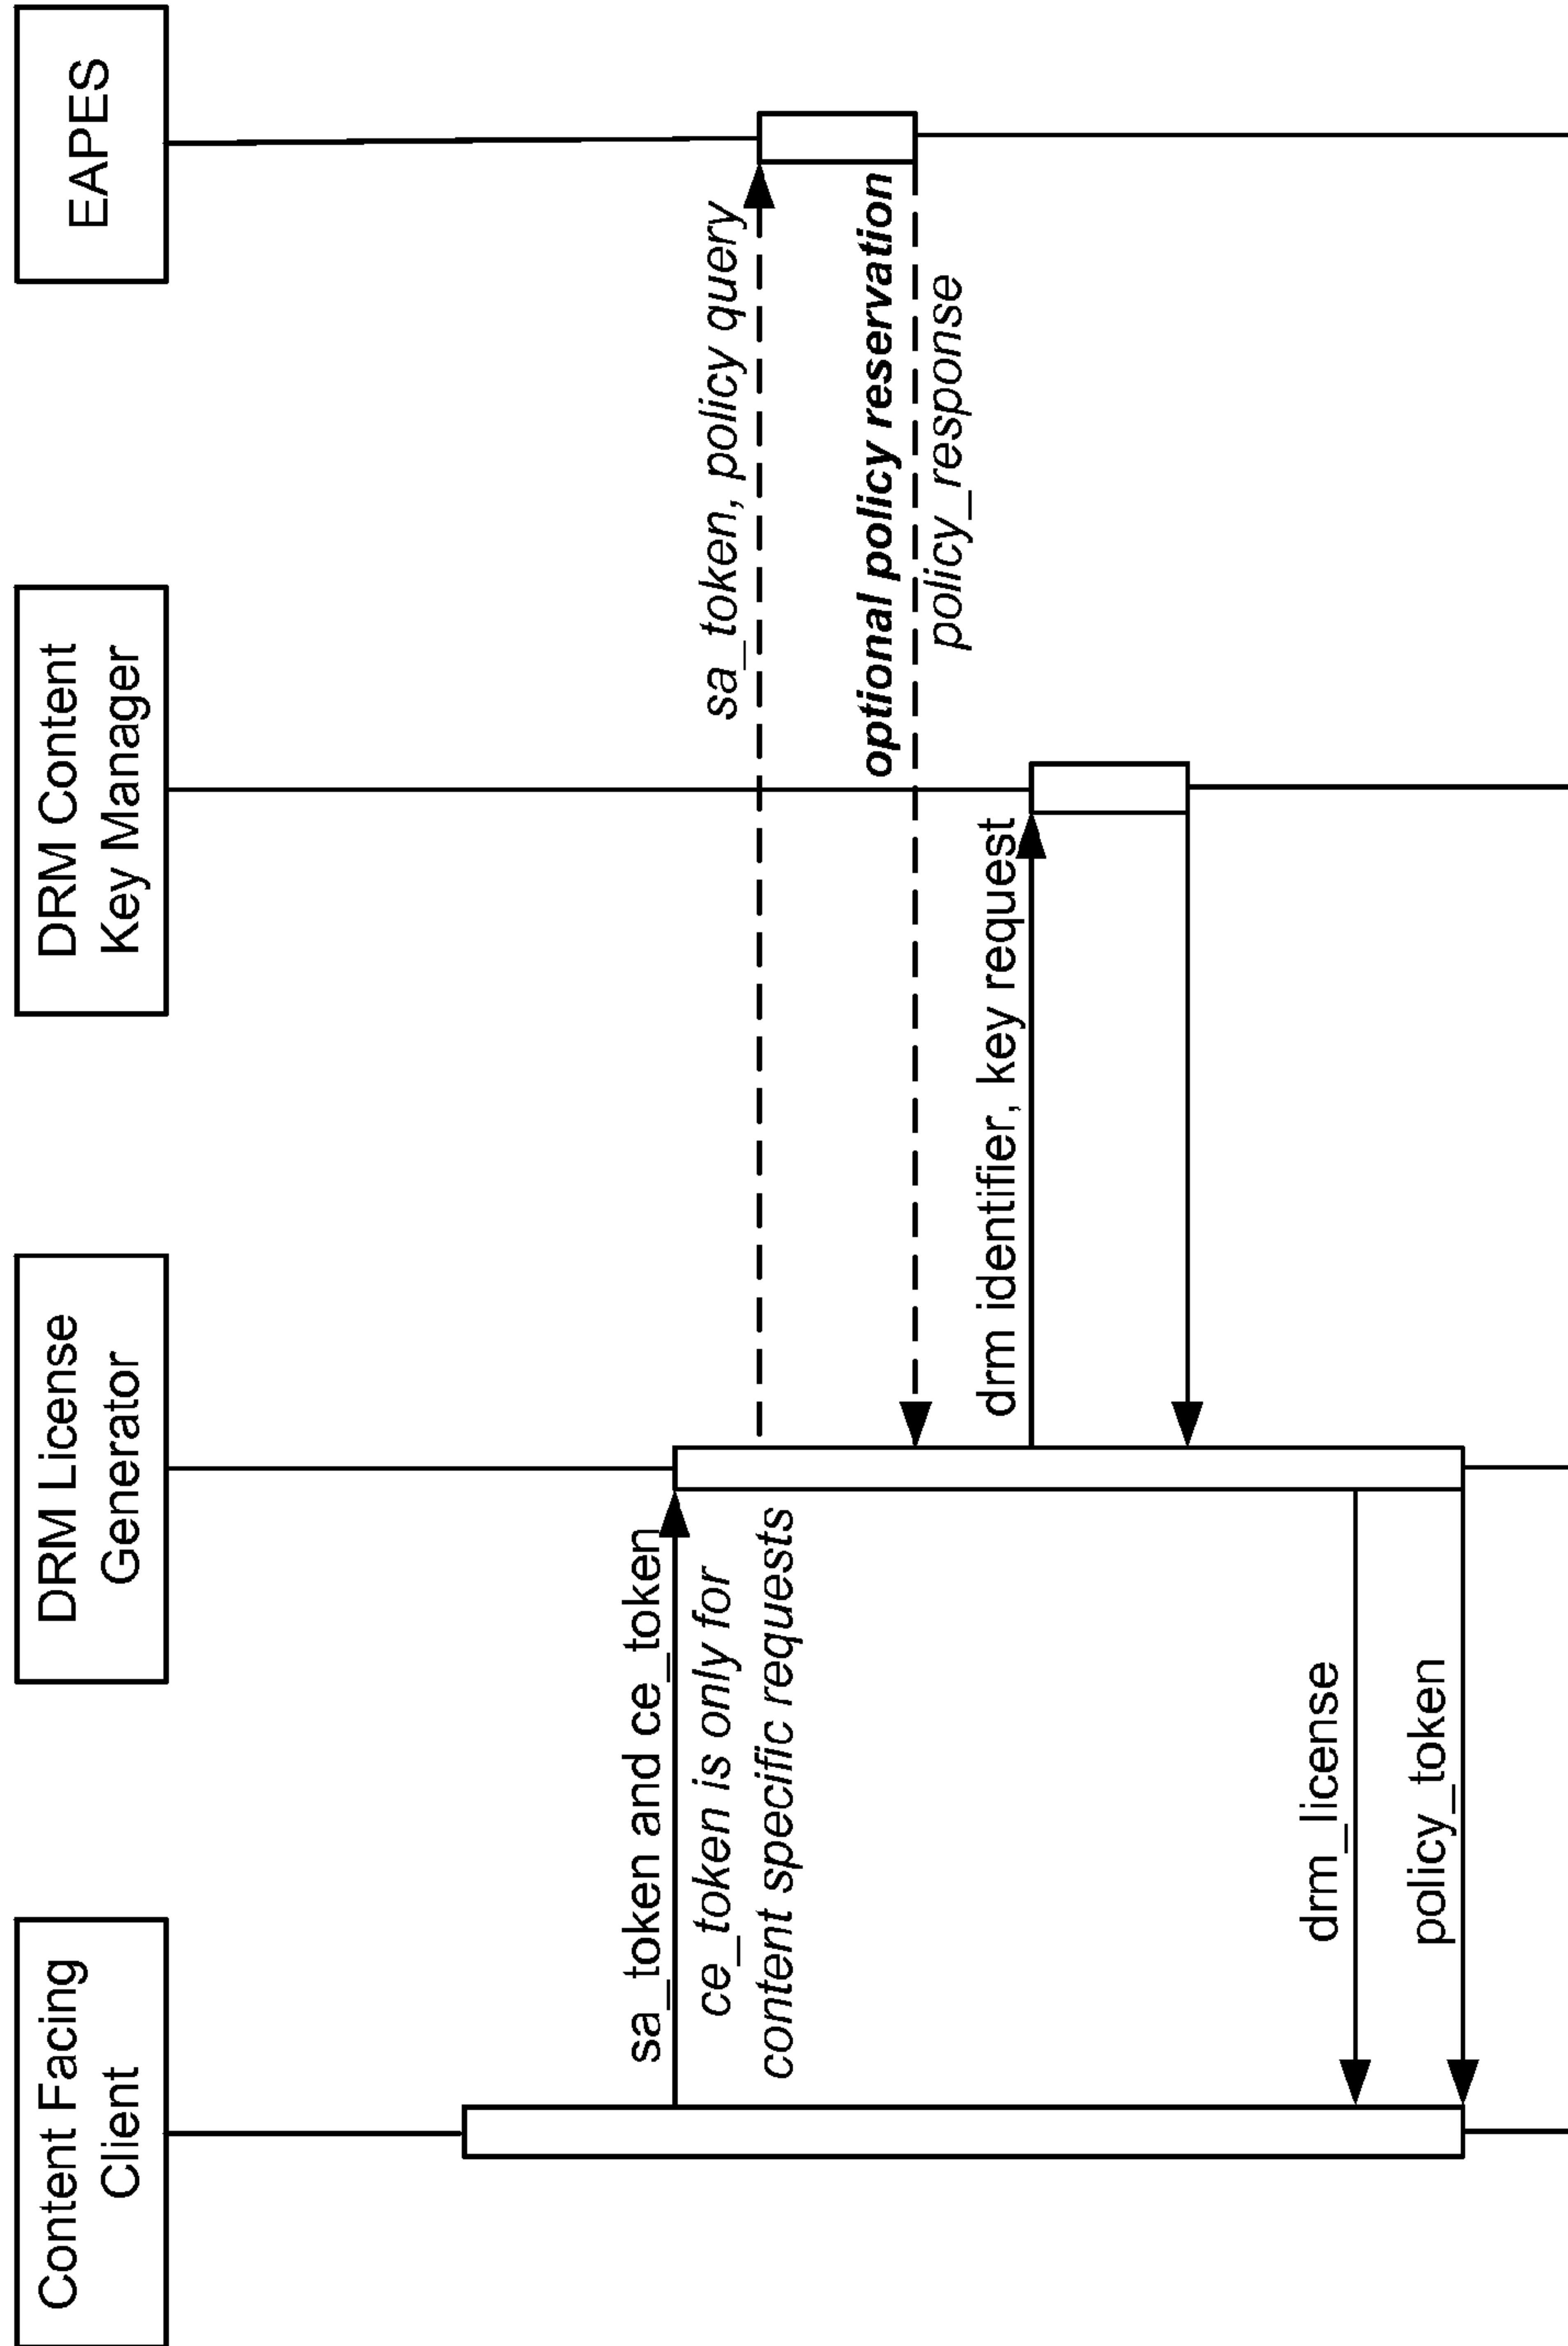 Content Facing
Client
DRM License
Generator
DRM Content
Key Manager
EAPES
sa_token and ce_token
ce_token is only for
content specific requests
sa_token, policy query
optional policy reservation
policy_response
drm identifier, key request
drm_license
policy_token